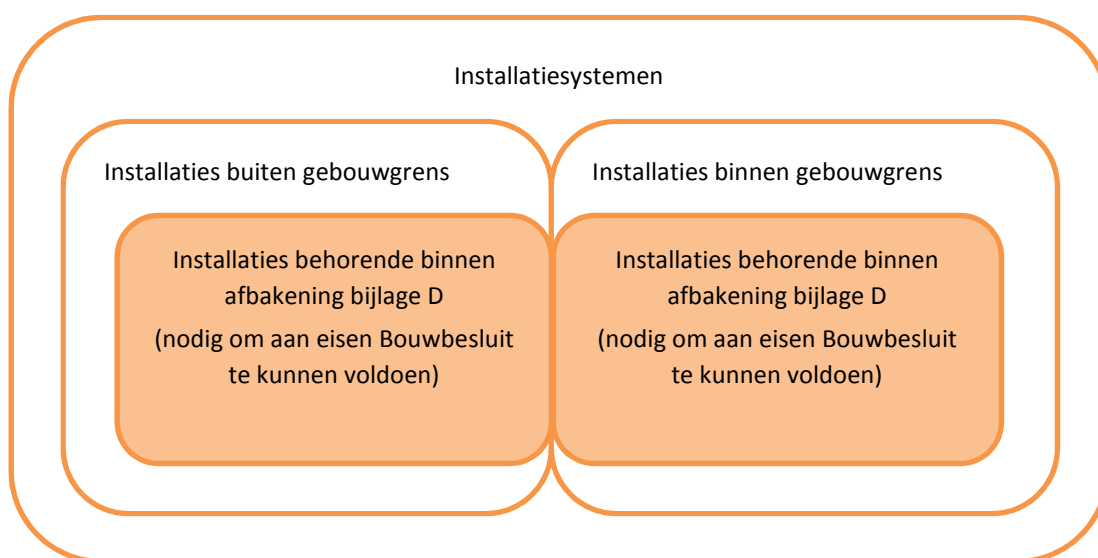 Installatiesystemen
Installaties buiten gebouwgrens
Installaties binnen gebouwgrens
Installaties behorende binnen
afbakening bijlage D
(nodig om aan eisen Bouwbesluit
te kunnen voldoen)
Installaties behorende binnen
afbakening bijlage D
(nodig om aan eisen Bouwbesluit
te kunnen voldoen)